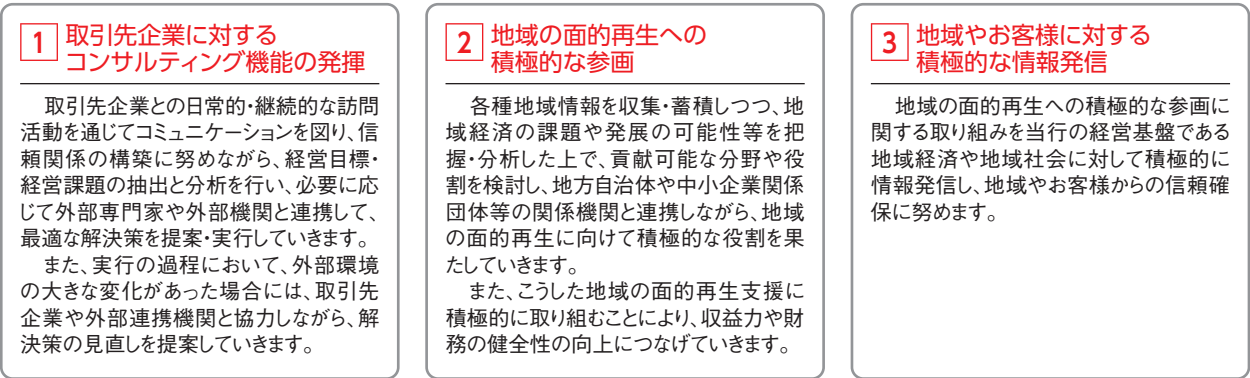 1 取引先企業に対する
コンサルティング機能の発揮
取引先企業との日常的・継続的な訪問
活動を通じてコミュニケーションを図り、信
頼関係の構築に努めながら、経営目標・
経営課題の抽出と分析を行い、必要に応
じて外部専門家や外部機関と連携して、
最適な解決策を提案・実行していきます。
また、実行の過程において、外部環境
の大きな変化があった場合には、取引先
企業や外部連携機関と協力しながら、解
決策の見直しを提案していきます。
2 地域の面的再生への
積極的な参画
各種地域情報を収集・蓄積しつつ、地
域経済の課題や発展の可能性等を把
握・分析した上で、貢献可能な分野や役
割を検討し、地方自治体や中小企業関係
団体等の関係機関と連携しながら、地域
の面的再生に向けて積極的な役割を果
たしていきます。
また、こうした地域の面的再生支援に
積極的に取り組むことにより、収益力や財
務の健全性の向上につなげていきます。
3 地域やお客様に対する
積極的な情報発信
地域の面的再生への積極的な参画に
関する取り組みを当行の経営基盤である
地域経済や地域社会に対して積極的に
情報発信し、地域やお客様からの信頼確
保に努めます。